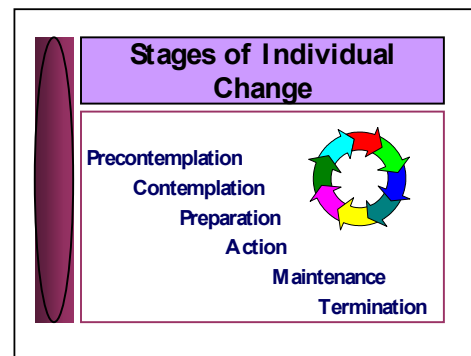 Stages of Individual
Change
Precontemplation
Contemplation
Preparation
Action
Maintenance
Termination